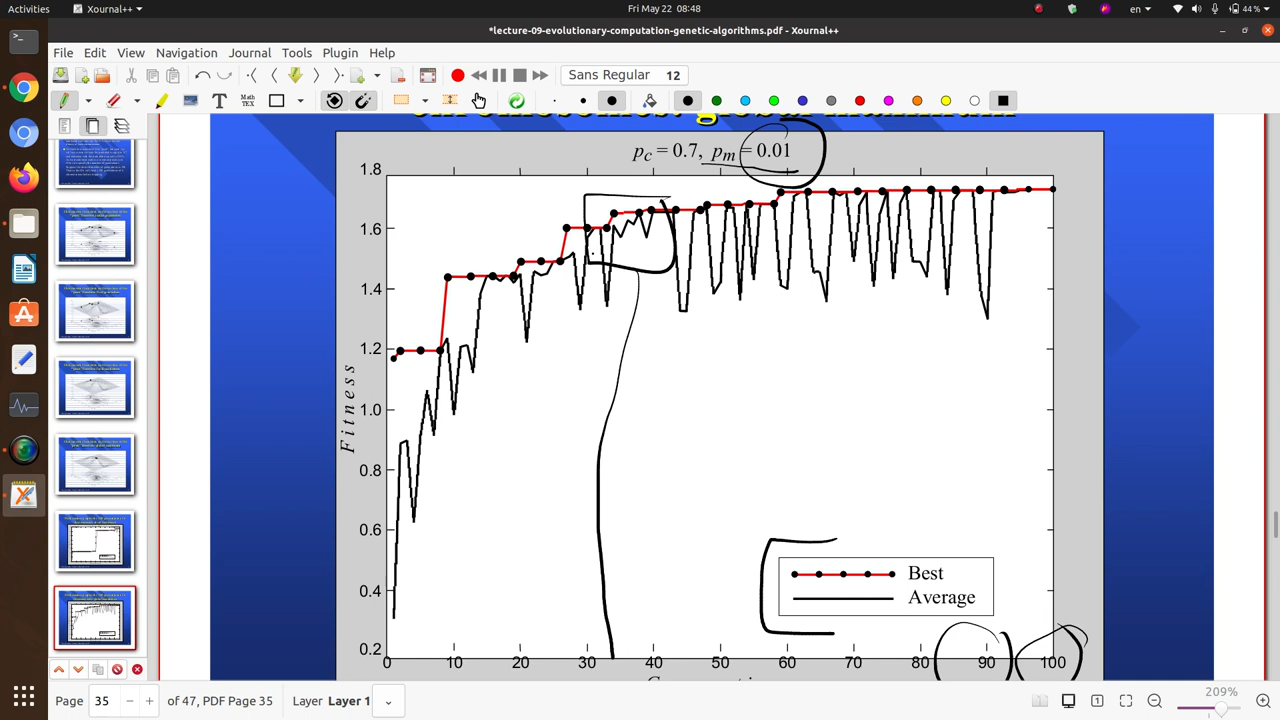 Activities
Xournal++
Fri May 22 08:48
en
44 %
*lecture-09-evolutionary-computation-genetic-algorithms.pdf - Xournal++
File Edit View Navigation Journal Tools Plugin Help
Sans Regular 12
chromosomes: global maximum
pc = 0.7, pm = 0.01
1.8
1.6
1.4
1.2
1.0
0.8
0.6
0.4
0.2
Fitness
Best
Average
0 10 20 30 40 50 60 70 80 90 100
Page 35 of 47, PDF Page 35 Layer Layer 1
209%